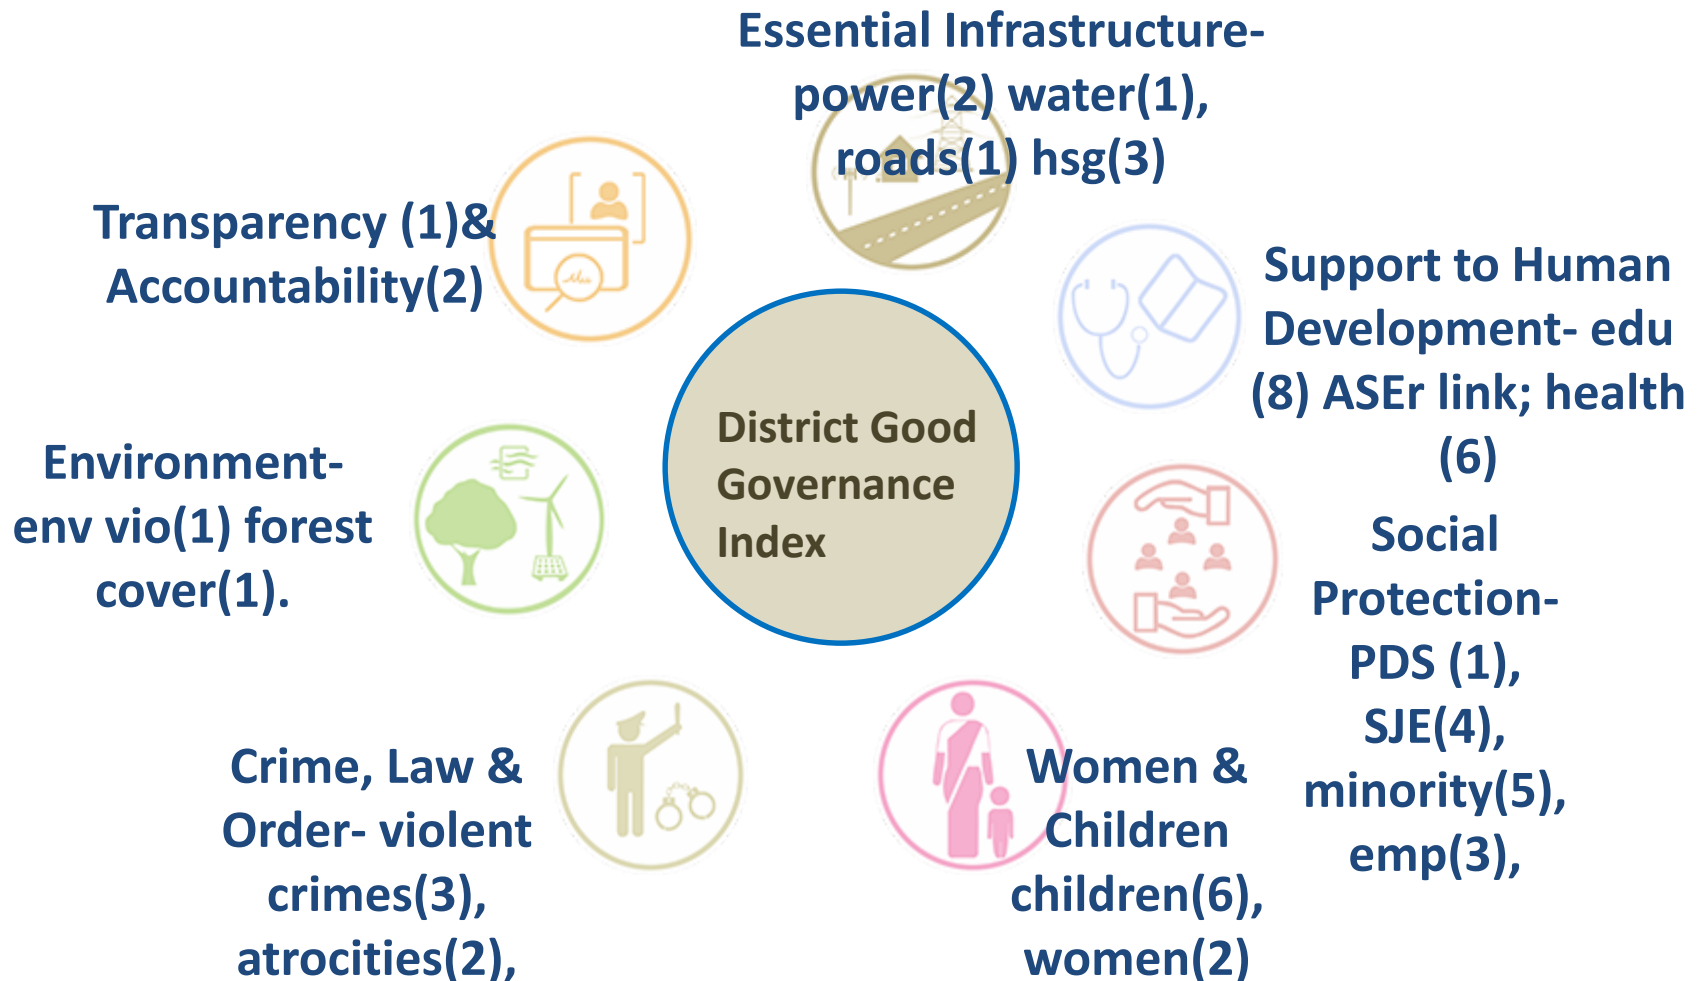 Essential Infrastructure-
power(2) water(1),
roads(1) hsg(3)
Transparency (1)&
Accountability(2)
Support to Human
Development- edu
(8) ASEr link; health
(6)
District Good
Governance
Index
Environment-
env vio(1) forest
cover(1).
Social
Protection-
PDS (1),
SJE(4),
minority(5),
emp(3),
Crime, Law &
Order- violent
crimes(3),
atrocities(2),
Women &
Children
children(6),
women(2)